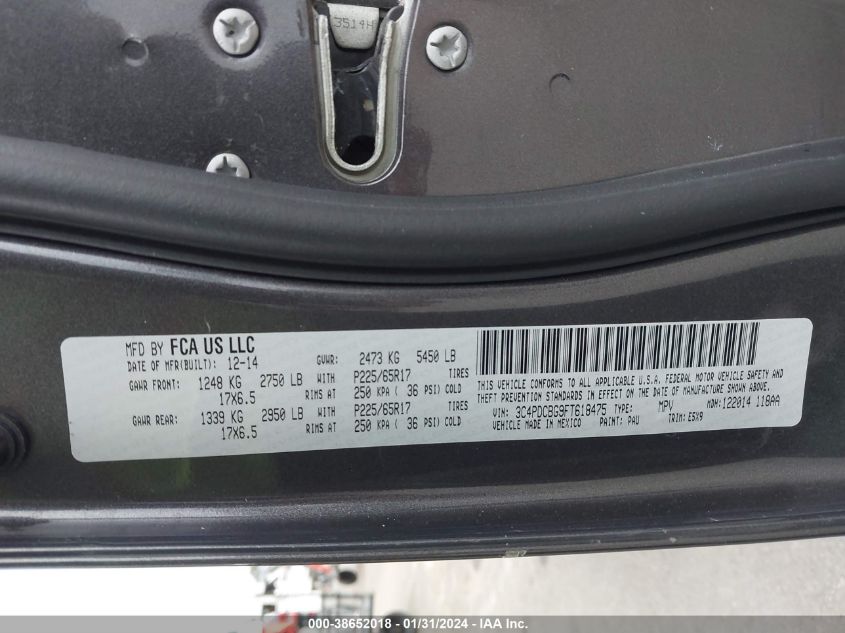 3514H
MFD BY FCA US LLC
DATE OF MFR(BUILT): 12-14 GVWR: 2473 KG 5450 LB
GAWR FRONT: 1248 KG 2750 LB WITH P225/65R17 TIRES
17X6.5 RIMS AT 250 KPA ( 36 PSI) COLD
GAWR REAR: 1339 KG 2950 LB WITH P225/65R17 TIRES
17X6.5 RIMS AT 250 KPA ( 36 PSI) COLD
THIS VEHICLE CONFORMS TO ALL APPLICABLE U.S.A. FEDERAL MOTOR VEHICLE SAFETY AND
THEFT PREVENTION STANDARDS IN EFFECT ON THE DATE OF MANUFACTURE SHOWN ABOVE.
VIN: 3C4PDCBG9FT618475 TYPE: MPV MDH: 122014 118AA
VEHICLE MADE IN MEXICO PAINT: PAU TRIM: E5X9
000-38652018 - 01/31/2024 - IAA Inc.